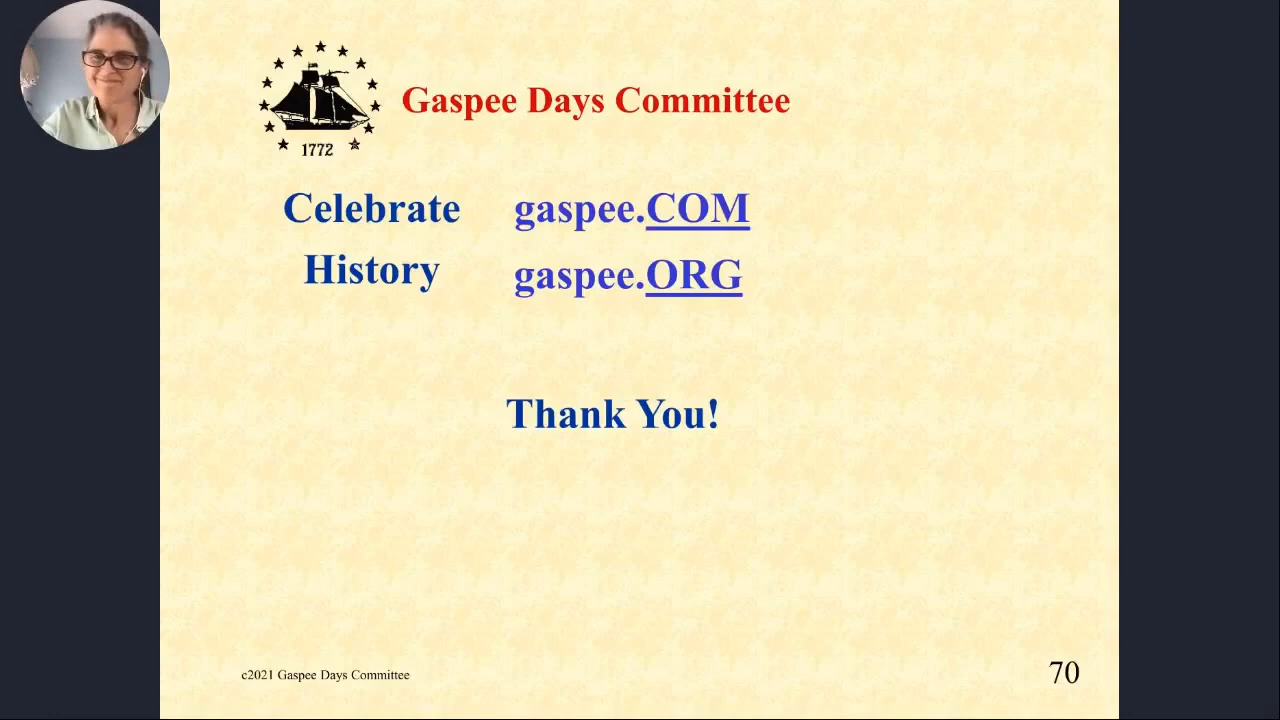 Gaspee Days Committee
1772
Celebrate gaspee.COM
History gaspee.ORG
Thank You!
c2021 Gaspee Days Committee
70